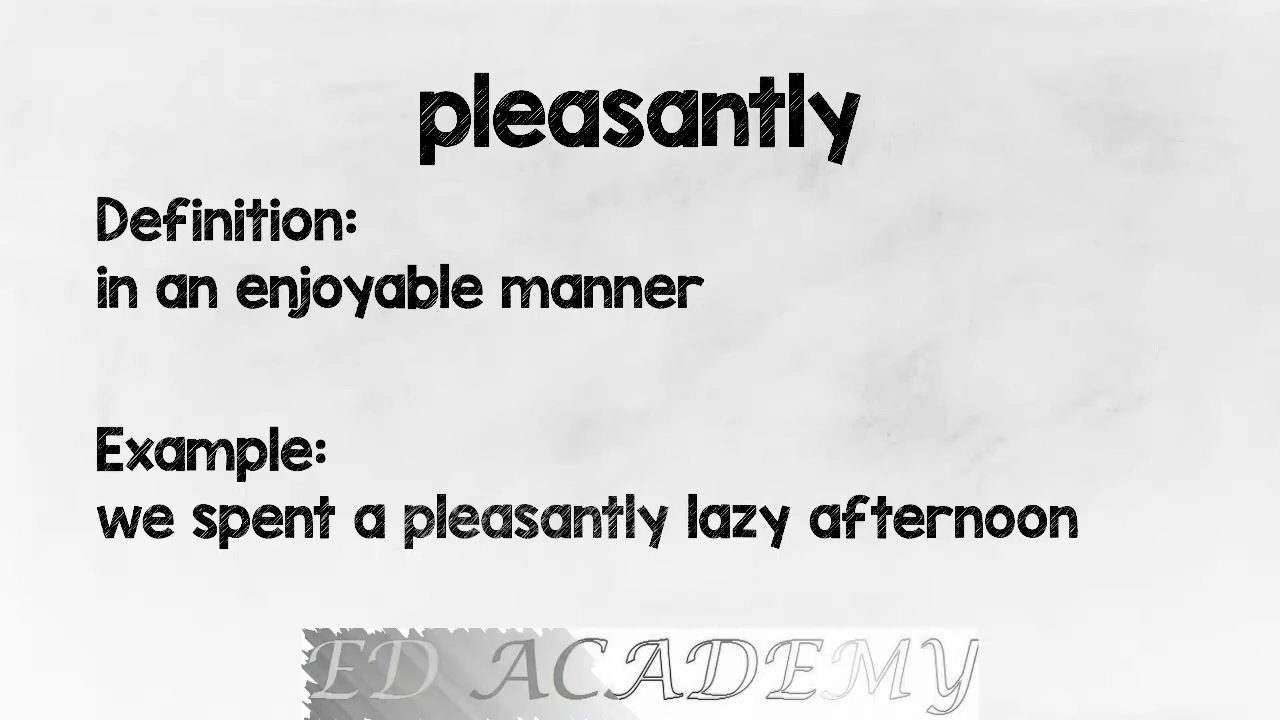 pleasantly
Definition:
in an enjoyable manner
Example:
we spent a pleasantly lazy afternoon
ED ACADEMY